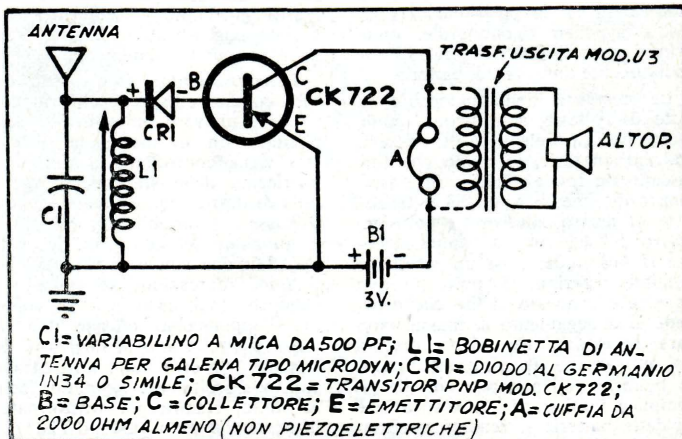 ANTENNA
TRASF. USCITA MOD. U3
+
-
B
C
CK722
CR1
E
A
ALTOP.
L1
C1
B1
+
-
3V.
C1= VARIABILINO A MICA DA 500 PF; L1= BOBINETTA DI AN-
TENNA PER GALENA TIPO MICRODYN; CR1= DIODO AL GERMANIO
1N34 O SIMILE; CK 722 = TRANSITOR PNP MOD. CK722;
B= BASE; C= COLLETTORE; E= EMETTITORE; A= CUFFIA DA
2000 OHM ALMENO (NON PIEZOELETTRICHE)